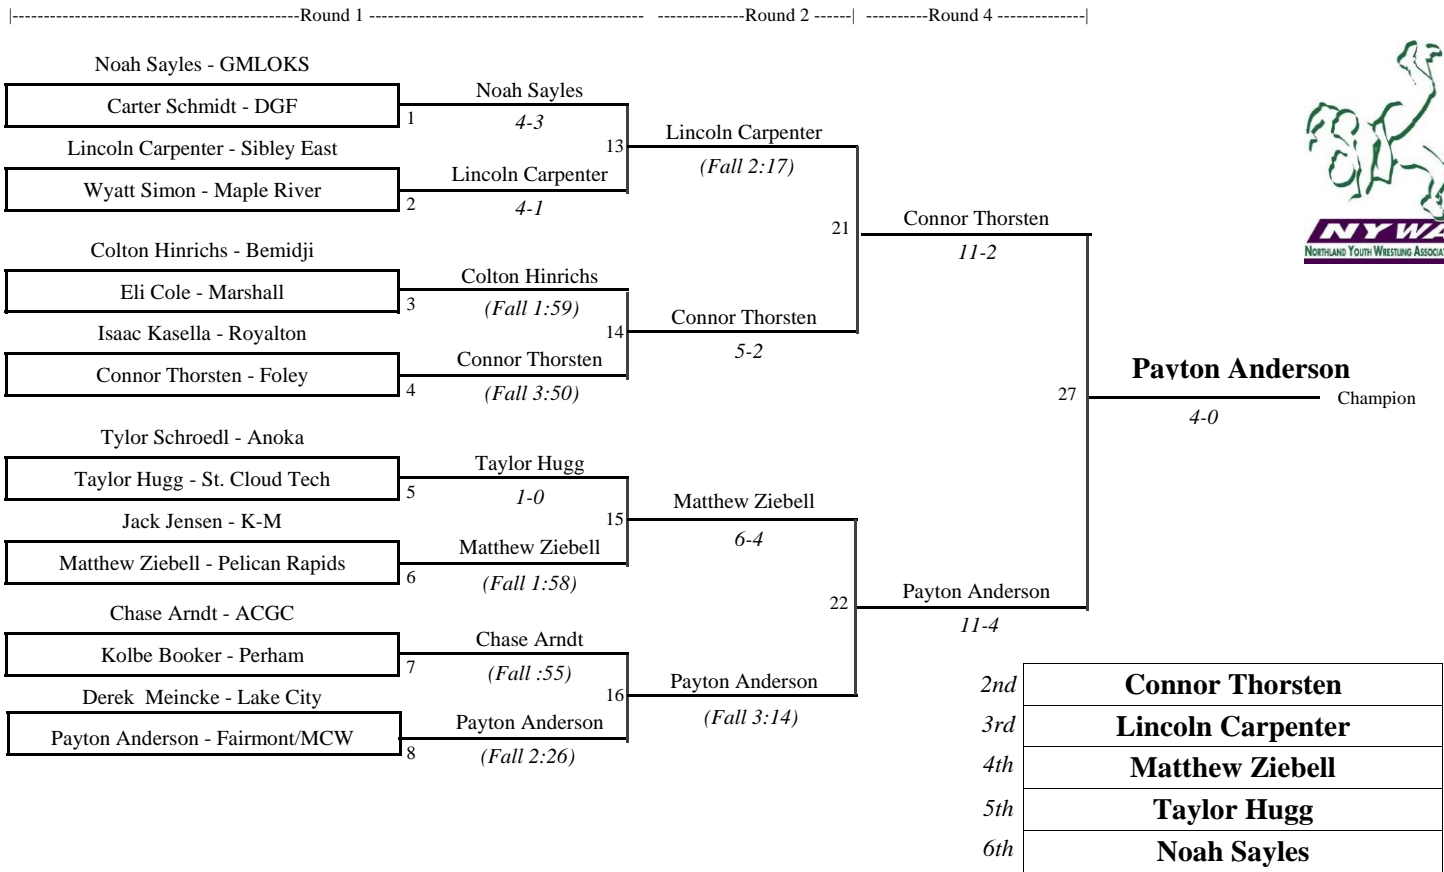 |--------------------------------------------Round 1 ------------------------------------------ --------------Round 2 ------| ----------Round 4 --------------|
Noah Sayles - GMLOKS
Carter Schmidt - DGF
1
Noah Sayles
4-3
Lincoln Carpenter - Sibley East
Wyatt Simon - Maple River
2
Lincoln Carpenter
4-1
13
Lincoln Carpenter
(Fall 2:17)
Colton Hinrichs - Bemidji
Eli Cole - Marshall
3
Colton Hinrichs
(Fall 1:59)
Isaac Kasella - Royalton
Connor Thorsten - Foley
4
Connor Thorsten
(Fall 3:50)
14
Connor Thorsten
5-2
21
Connor Thorsten
11-2
Tylor Schroedl - Anoka
Taylor Hugg - St. Cloud Tech
5
Taylor Hugg
1-0
Jack Jensen - K-M
Matthew Ziebell - Pelican Rapids
6
Matthew Ziebell
(Fall 1:58)
15
Matthew Ziebell
6-4
Chase Arndt - ACGC
Kolbe Booker - Perham
7
Chase Arndt
(Fall :55)
Derek Meincke - Lake City
Payton Anderson - Fairmont/MCW
8
Payton Anderson
(Fall 2:26)
16
Payton Anderson
(Fall 3:14)
22
Payton Anderson
11-4
27
Payton Anderson
Champion
4-0
NYWA
NORTHLAND YOUTH WRESTLING
2nd Connor Thorsten
3rd Lincoln Carpenter
4th Matthew Ziebell
5th Taylor Hugg
6th Noah Sayles